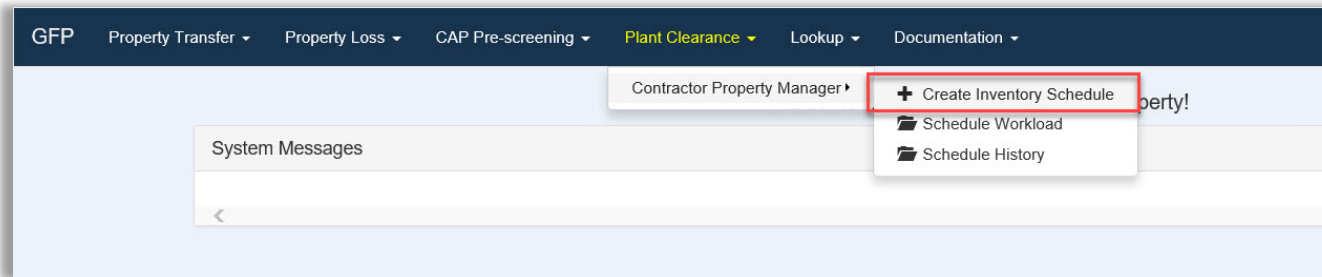 GFP Property Transfer Property Loss CAP Pre-screening Plant Clearance Lookup Documentation
Contractor Property Manager
Create Inventory Schedule
perty!
Schedule Workload
System Messages
Schedule History